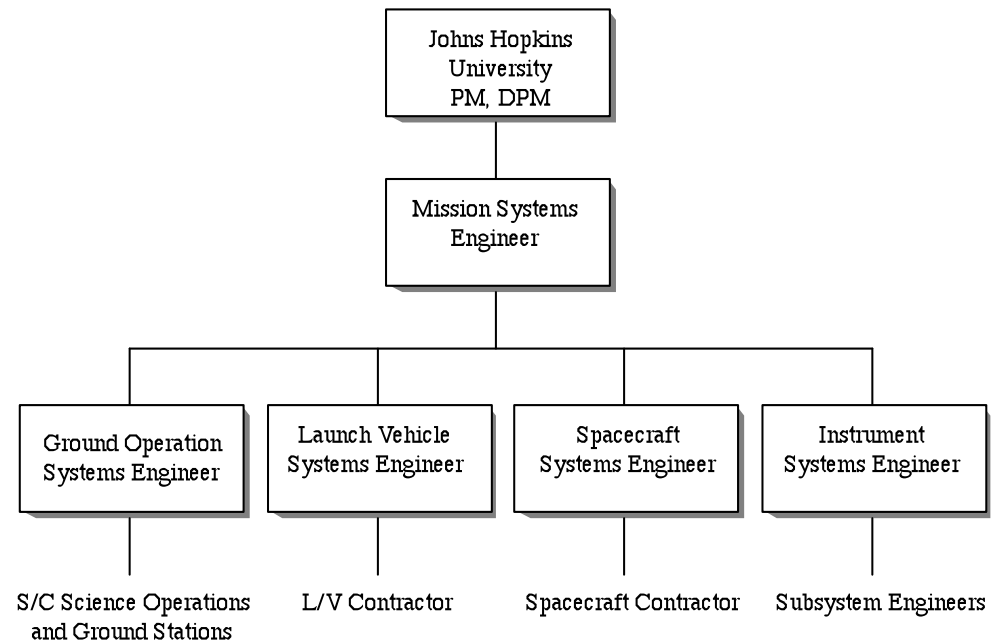 Johns Hopkins
University
PM, DPM
Mission Systems
Engineer
Ground Operation
Systems Engineer
Launch Vehicle
Systems Engineer
Spacecraft
Systems Engineer
Instrument
Systems Engineer
S/C Science Operations
and Ground Stations
L/V Contractor
Spacecraft Contractor
Subsystem Engineers